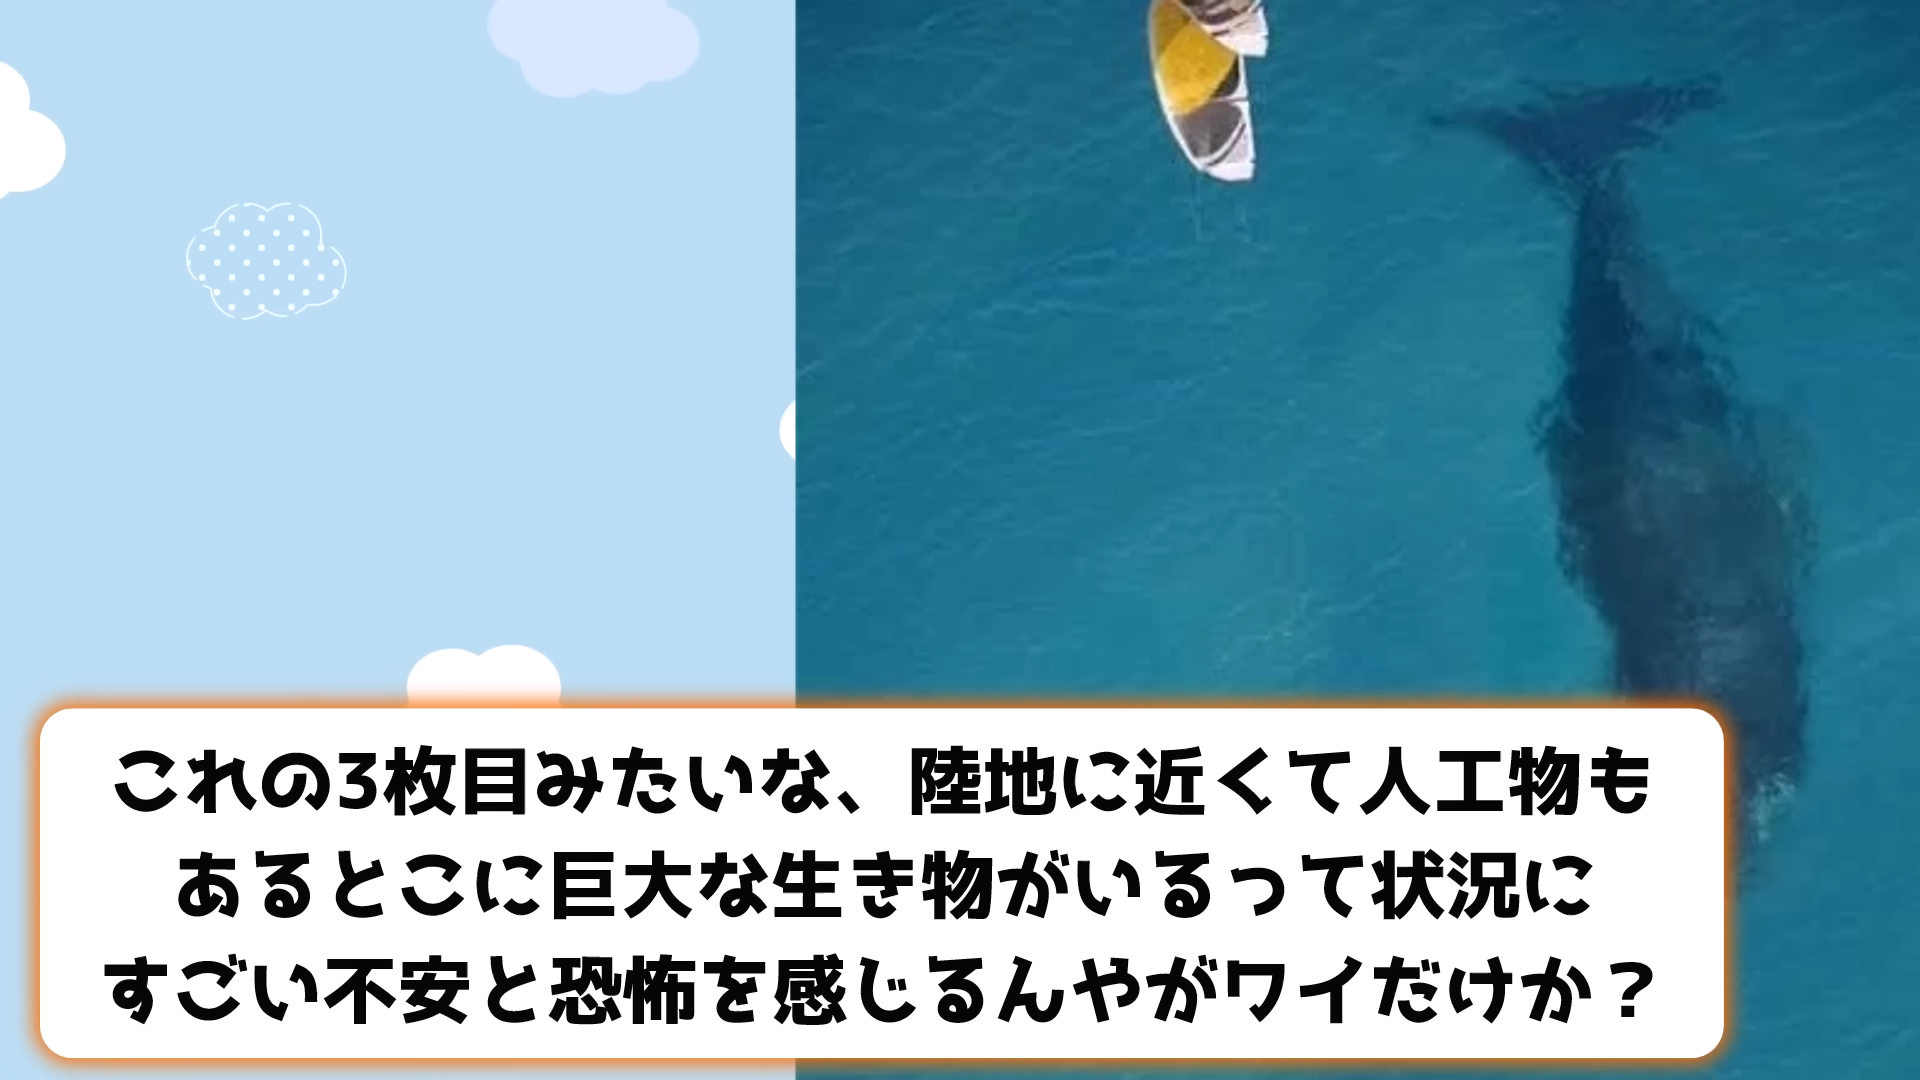 これの3枚目みたいな、陸地に近くて人工物も
あるとこに巨大な生き物がいるって状況に
すごい不安と恐怖を感じるんやがワイだけか？